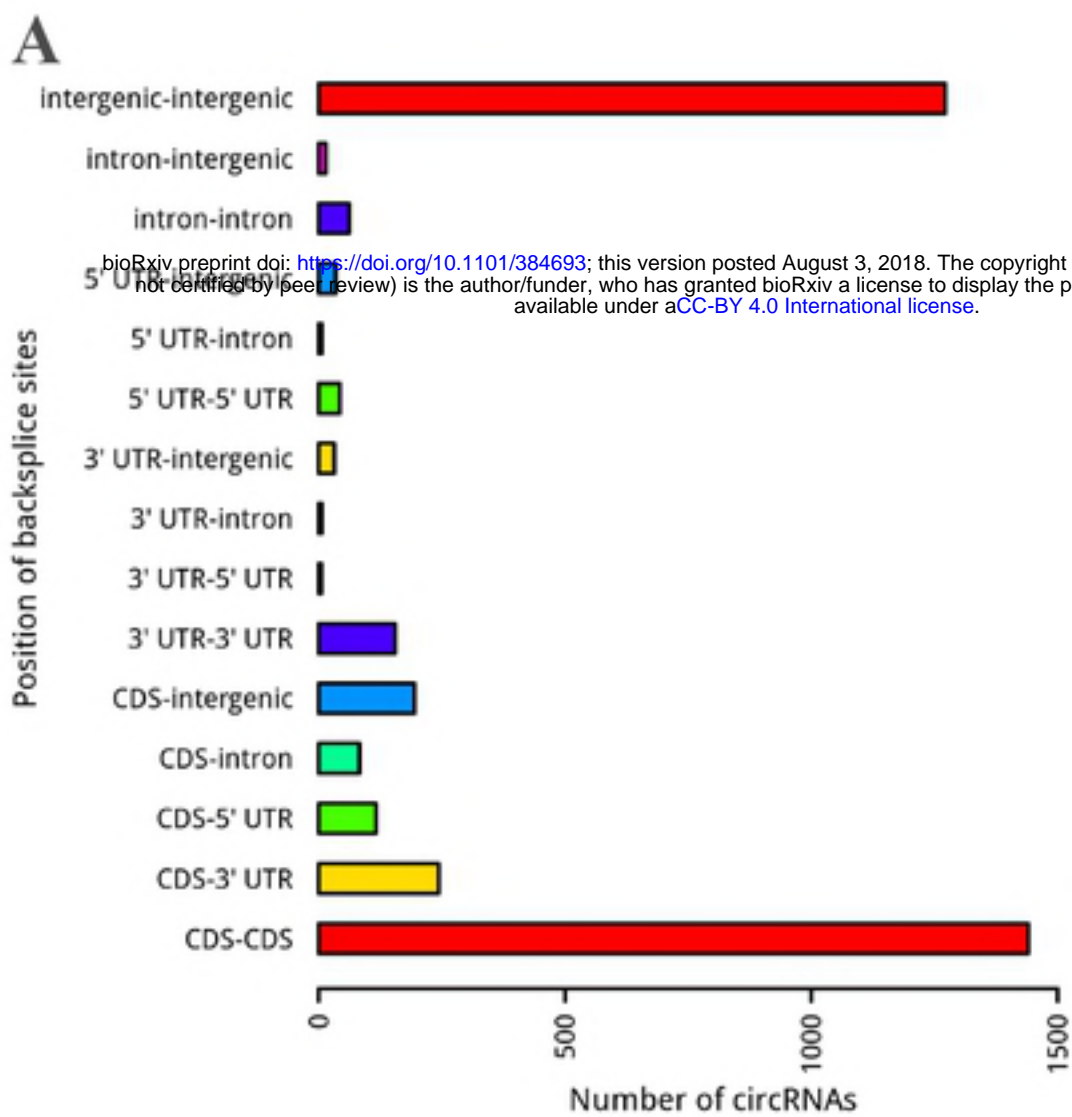 A
intergenic-intergenic
intron-intergenic
intron-intron
bioRxiv preprint doi: https://doi.org/10.1101/384693; this version posted August 3, 2018. The copyright
5' UTR-intergenic
not certified by peer review) is the author/funder, who has granted bioRxiv a license to display the p
available under aCC-BY 4.0 International license.
5' UTR-intron
5' UTR-5' UTR
3' UTR-intergenic
3' UTR-intron
3' UTR-5' UTR
3' UTR-3' UTR
CDS-intergenic
CDS-intron
CDS-5' UTR
CDS-3' UTR
CDS-CDS
Position of backsplice sites
0
500
1000
1500
Number of circRNAs